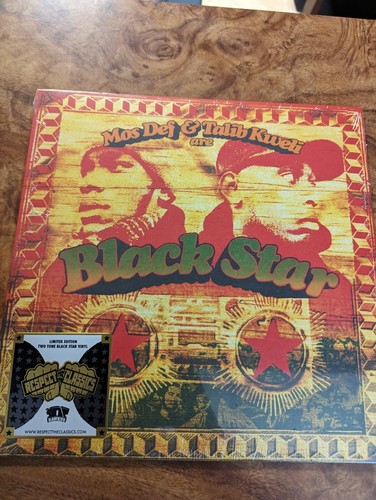 Mos Def & Talib Kweli
are
Black Star
LIMITED EDITION
TWO TONE BLACK STAR VINYL
RESPECT THE CLASSICS
WWW.RESPECTTHECLASSICS.COM